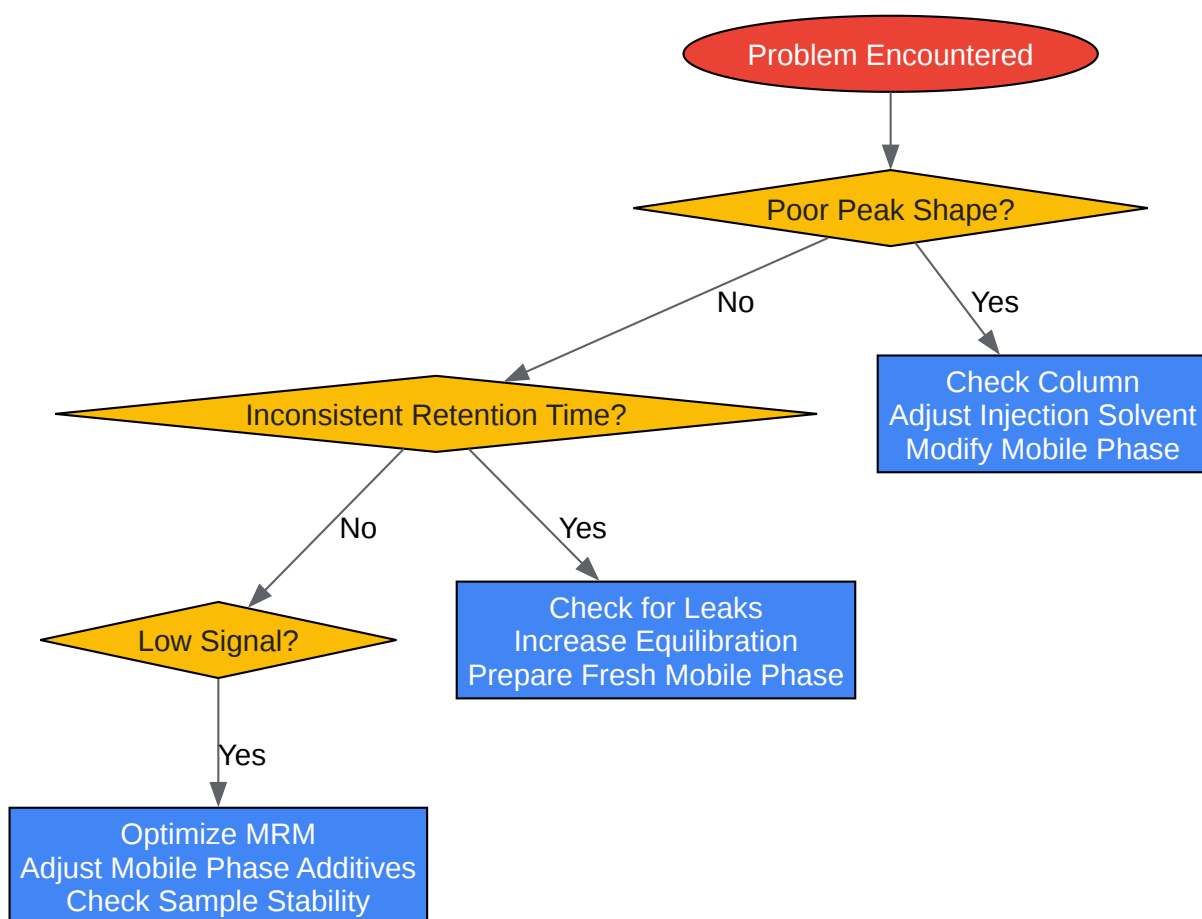 Problem Encountered
Poor Peak Shape?
No
Yes
Check Column
Adjust Injection Solvent
Modify Mobile Phase
Inconsistent Retention Time?
No
Yes
Check for Leaks
Increase Equilibration
Prepare Fresh Mobile Phase
Low Signal?
Yes
Optimize MRM
Adjust Mobile Phase Additives
Check Sample Stability